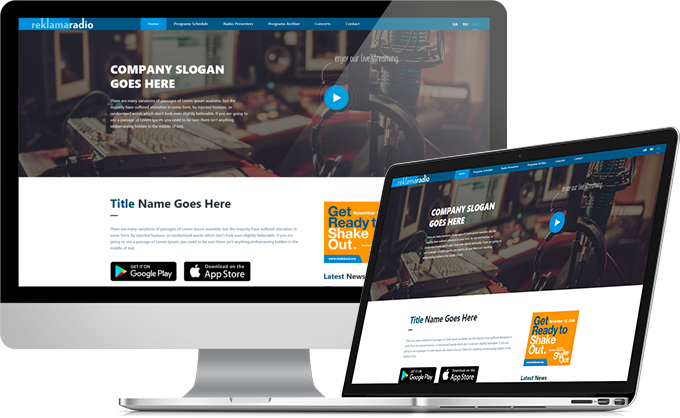 reklamaradio
Home Programs Schedule Radio Presenters Programs Archive Concerts Contact
UA RU
enjoy our live streaming
COMPANY SLOGAN
GOES HERE
There are many variations of passages of Lorem Ipsum available, but the
majority have suffered alteration in some form, by injected humour, or
randomised words which don't look even slightly believable. If you are going to
use a passage of Lorem Ipsum, you need to be sure there isn't anything
embarrassing hidden in the middle of text.
Title Name Goes Here
There are many variations of passages of Lorem Ipsum available, but the majority have suffered alteration in
some form, by injected humour, or randomised words which don't look even slightly believable. If you are
going to use a passage of Lorem Ipsum, you need to be sure there isn't anything embarrassing hidden in the
middle of text.
GET IT ON
Google Play
Download on the
App Store
Get
Ready to
Shake
Out.
www.shakeout.org
Latest News
reklamaradio
Home Programs Schedule Radio Presenters Programs Archive Concerts Contact
enjoy our live streaming
COMPANY SLOGAN
GOES HERE
Title Name Goes Here
GET IT ON
Google Play
Download on the
App Store
Get
Ready to
Shake
Out.
Latest News